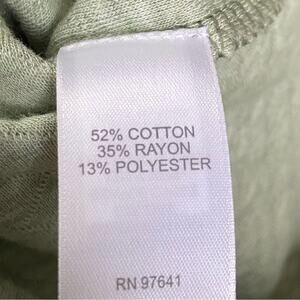 52% COTTON
35% RAYON
13% POLYESTER
RN 97641